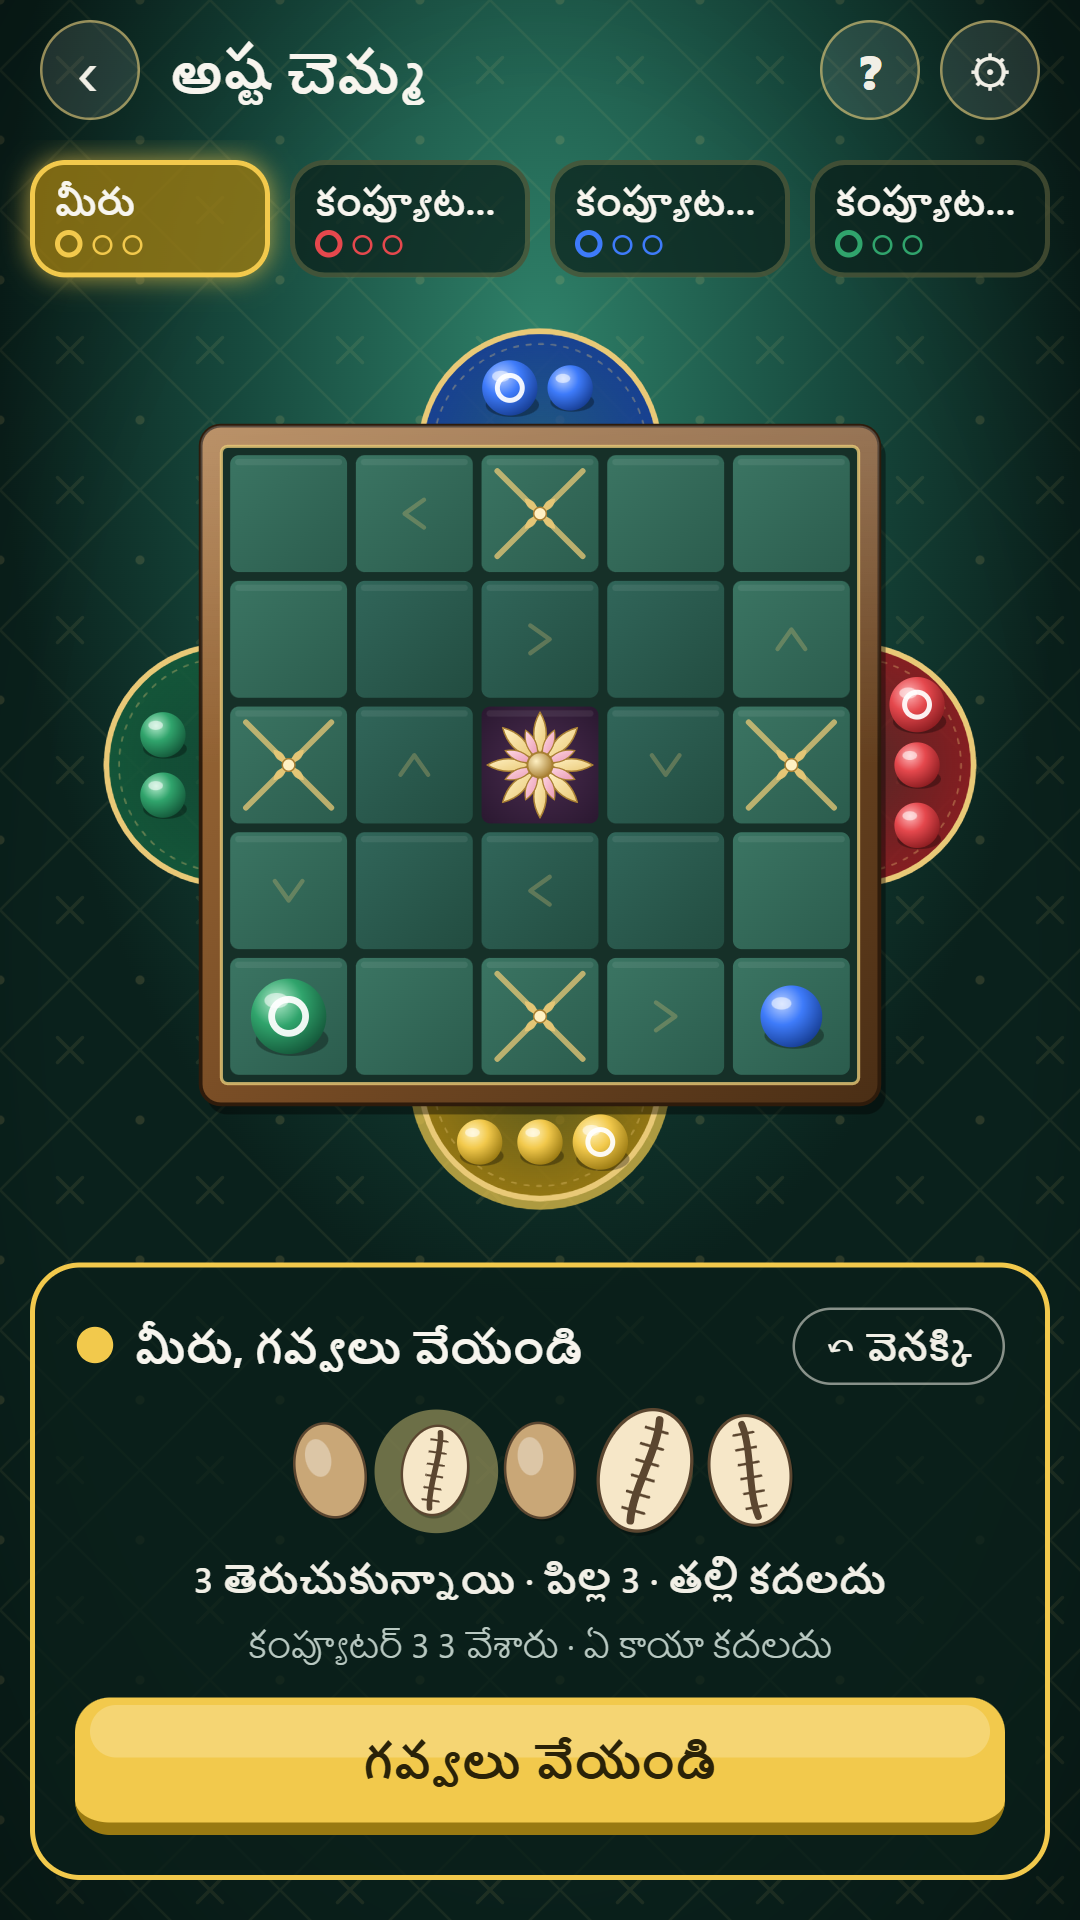 అష్ట చెమ్మ
?
మీరు
కంప్యూట...
కంప్యూట...
కంప్యూట...
మీరు, గవ్వలు వేయండి
↶ వెనక్కి
3 తెరుచుకున్నాయి · పిల్ల 3 · తల్లి కదలదు
కంప్యూటర్ 3 3 వేశారు · ఏ కాయా కదలదు
గవ్వలు వేయండి